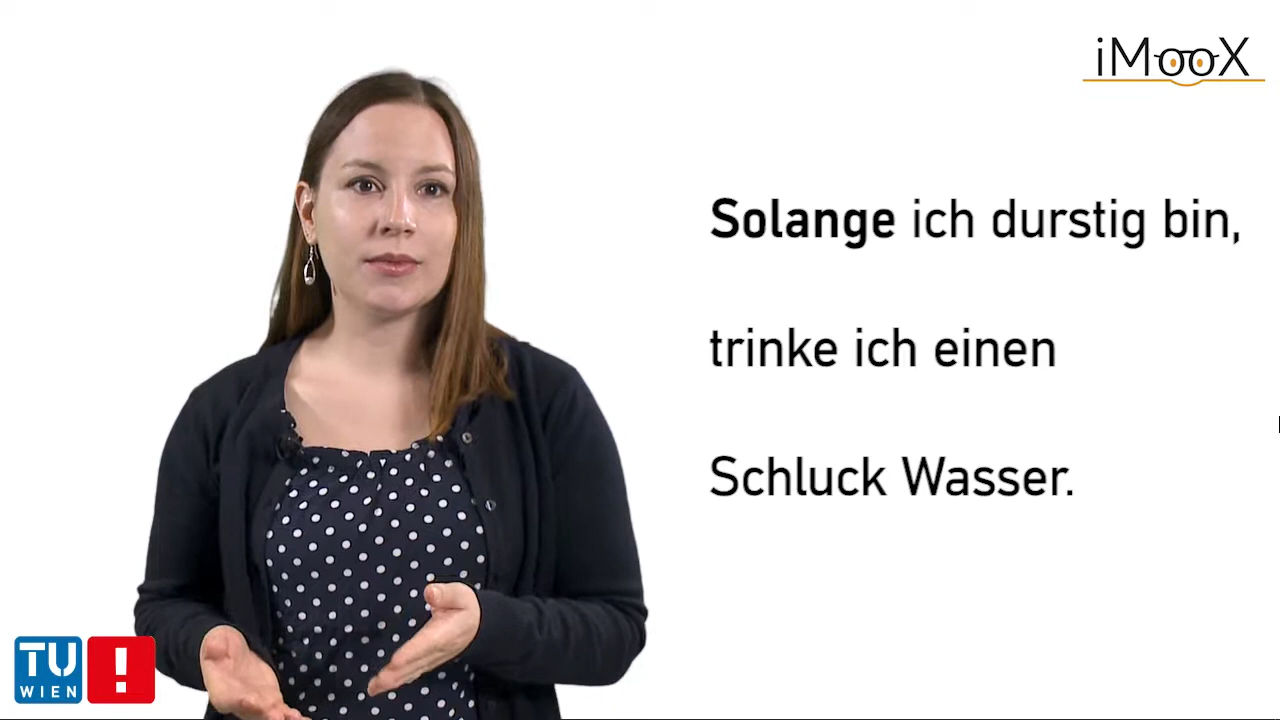 iMooX
Solange ich durstig bin,
trinke ich einen
Schluck Wasser.
TU
WIEN
!